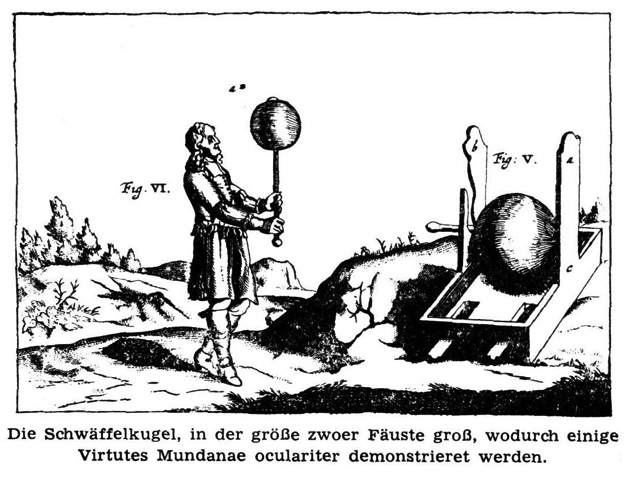 a *
Fig. VI.
b
Fig: V.
a
c
Die Schwäffelkugel, in der größe zwoer Fäuste groß, wodurch einige
Virtutes Mundanae oculariter demonstrieret werden.